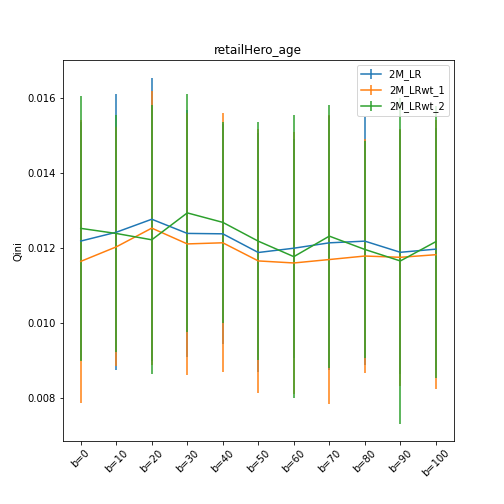 retailHero_age
2M_LR
2M_LRwt_1
2M_LRwt_2
0.016
0.014
0.012
0.010
0.008
Qini
b=0
b=10
b=20
b=30
b=40
b=50
b=60
b=70
b=80
b=90
b=100